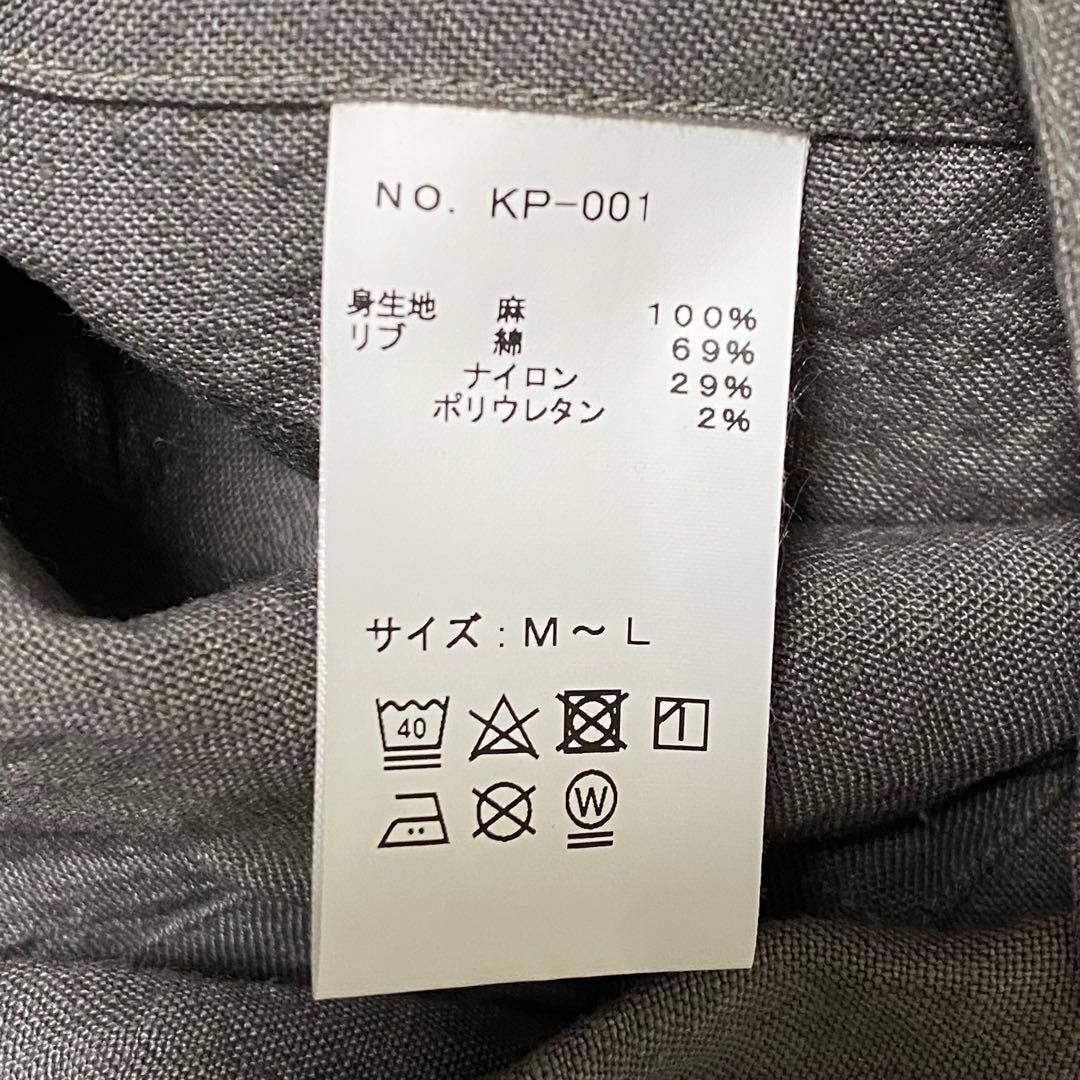 NO. KP-001
身生地 麻 100%
リブ 綿 69%
ナイロン 29%
ポリウレタン 2%
サイズ：M～L
40
W